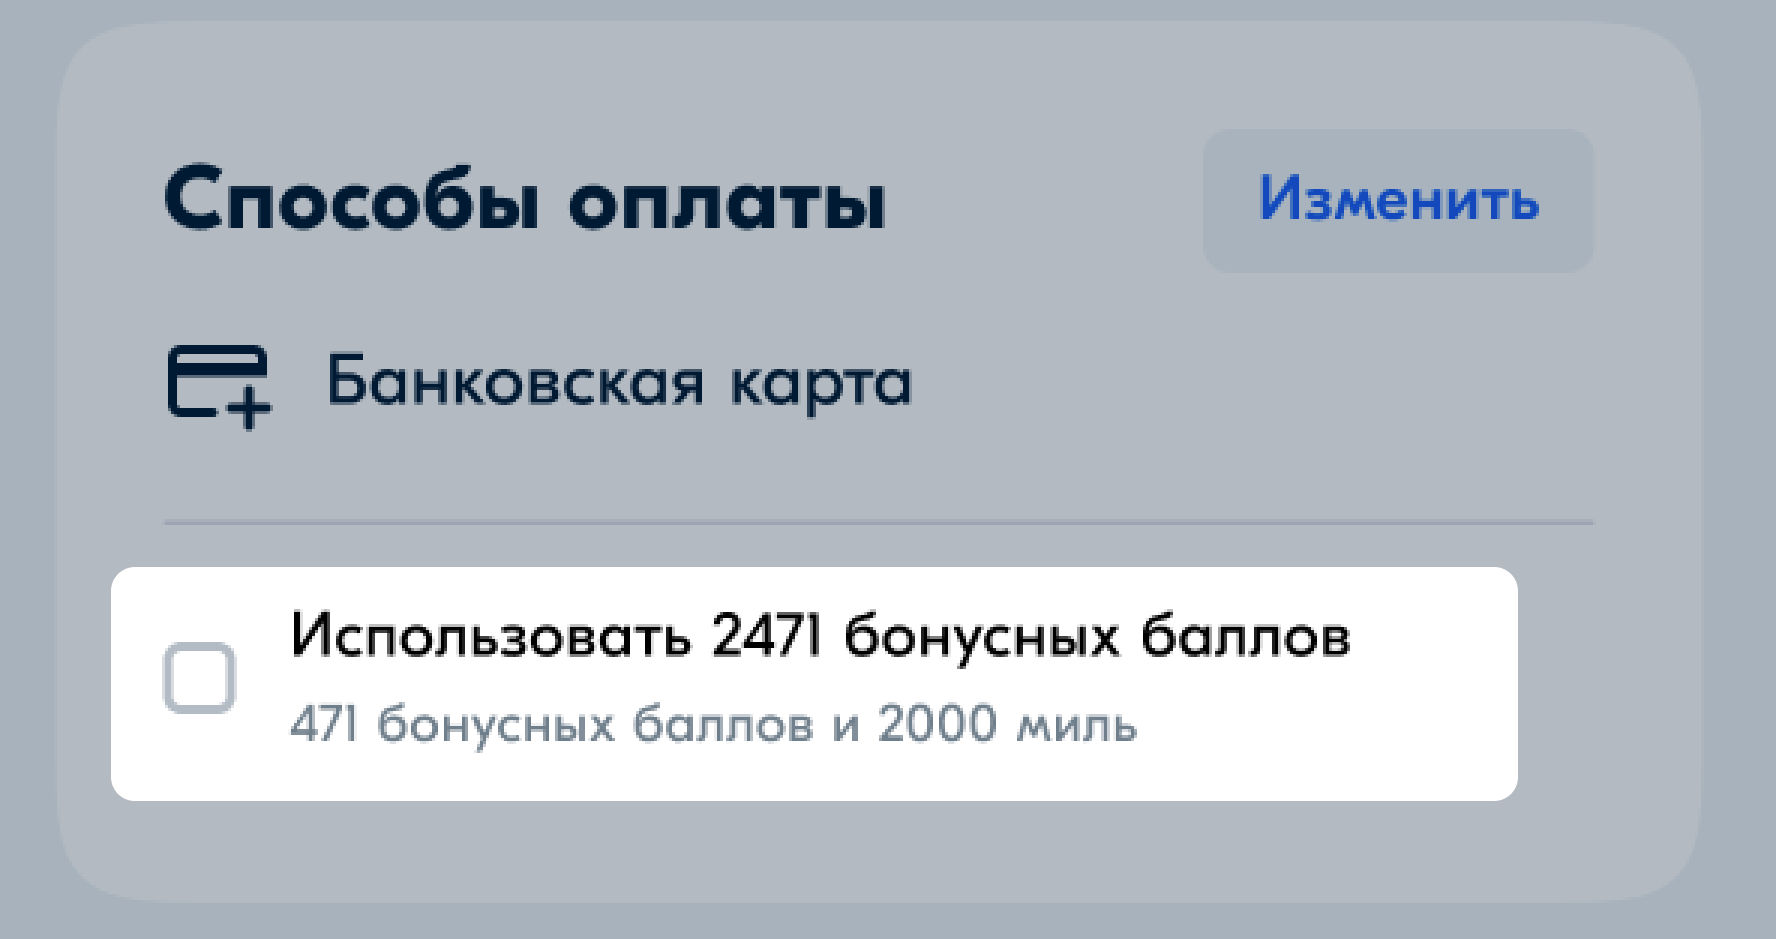 Способы оплаты
Изменить
Банковская карта
Использовать 2471 бонусных баллов
471 бонусных баллов и 2000 миль